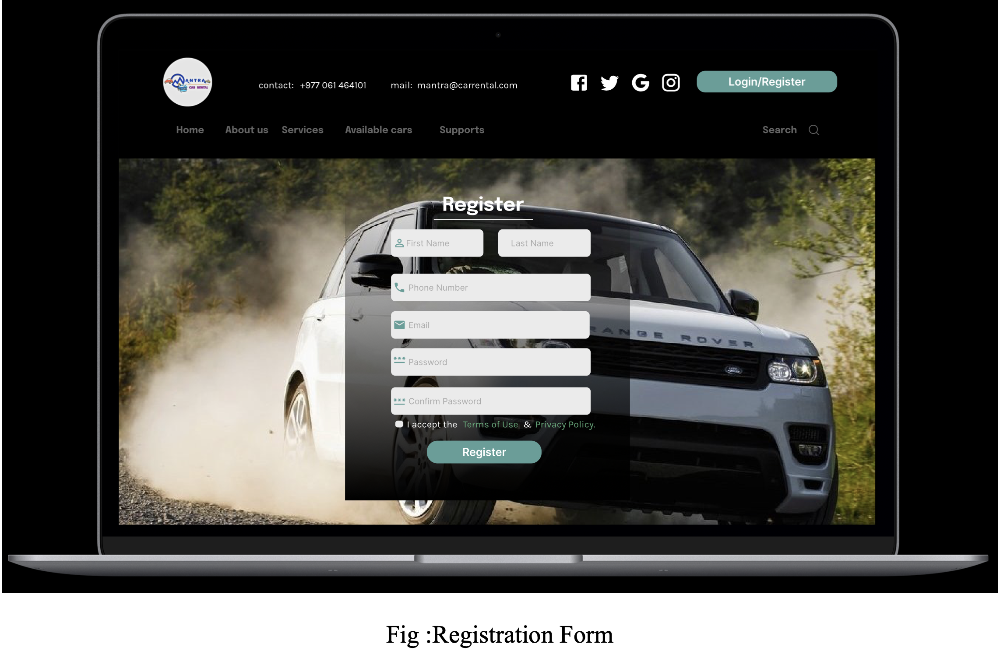 MANTRA
CAR RENTAL
contact: +977 061 464101 mail: mantra@carrental.com
Login/Register
Home About us Services Available cars Supports Search
Register
First Name Last Name
Phone Number
Email
RANGE ROVER
*** Password
*** Confirm Password
I accept the Terms of Use & Privacy Policy.
Register
Fig :Registration Form